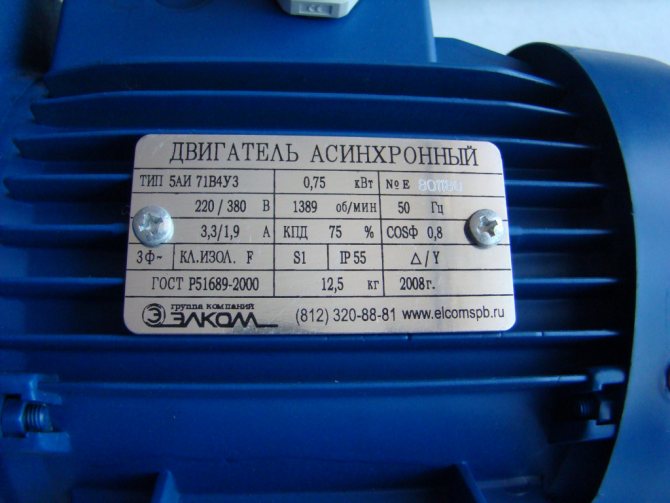 ДВИГАТЕЛЬ АСИНХРОННЫЙ
ТИП 5АИ 71В4У3 0,75 кВт № Е
220 / 380 В 1389 об/мин 50 Гц
3,3/1,9 А КПД 75 % COSФ 0,8
3ф~ КЛ.ИЗОЛ. F S1 IP 55 △/Y
ГОСТ Р51689-2000 12,5 кг 2008г.
группа компаний
ЭЛКОМ (812) 320-88-81 www.elcomspb.ru